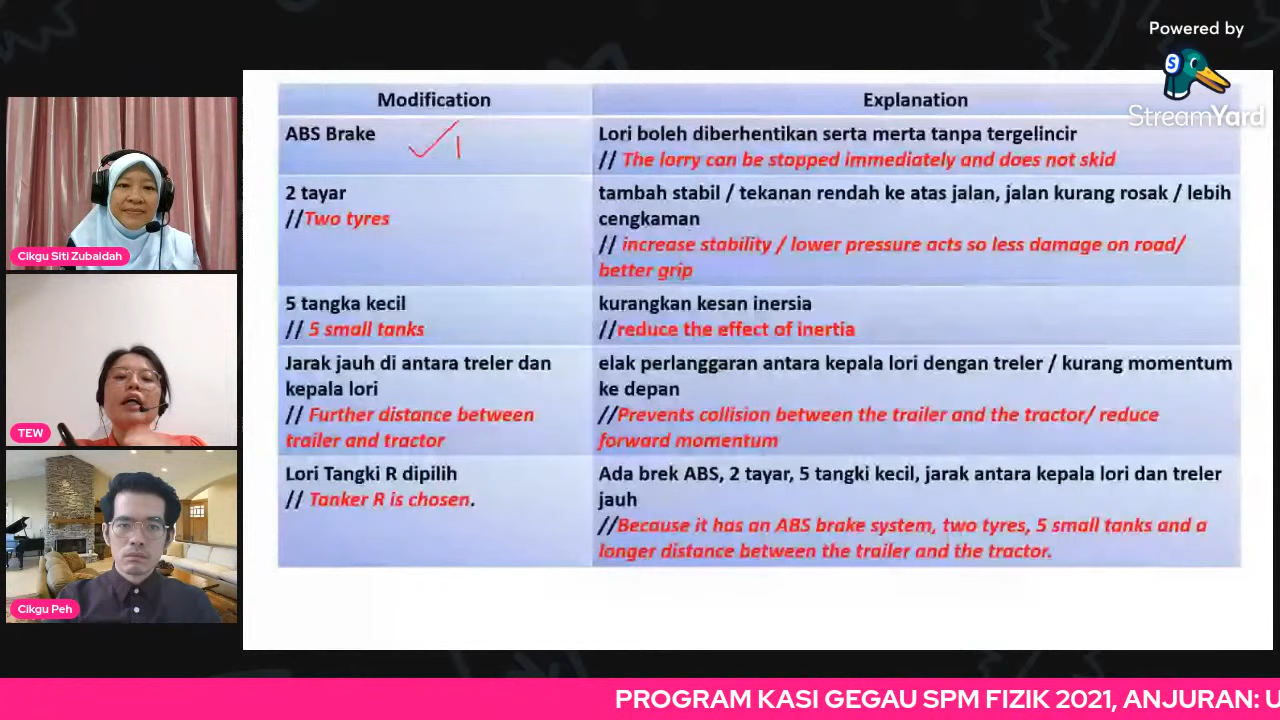 Powered by
S
StreamYard
Modification
Explanation
ABS Brake
1
Lori boleh diberhentikan serta merta tanpa tergelincir
// The lorry can be stopped immediately and does not skid
2 tayar
//Two tyres
tambah stabil / tekanan rendah ke atas jalan, jalan kurang rosak / lebih
cengkaman
// increase stability / lower pressure acts so less damage on road/
better grip
5 tangka kecil
// 5 small tanks
kurangkan kesan inersia
//reduce the effect of inertia
Jarak jauh di antara treler dan
kepala lori
// Further distance between
trailer and tractor
elak perlanggaran antara kepala lori dengan treler / kurang momentum
ke depan
//Prevents collision between the trailer and the tractor/ reduce
forward momentum
Lori Tangki R dipilih
// Tanker R is chosen.
Ada brek ABS, 2 tayar, 5 tangki kecil, jarak antara kepala lori dan treler
jauh
//Because it has an ABS brake system, two tyres, 5 small tanks and a
longer distance between the trailer and the tractor.
Cikgu Siti Zubaidah
TEW
Cikgu Peh
PROGRAM KASI GEGAU SPM FIZIK 2021, ANJURAN: U